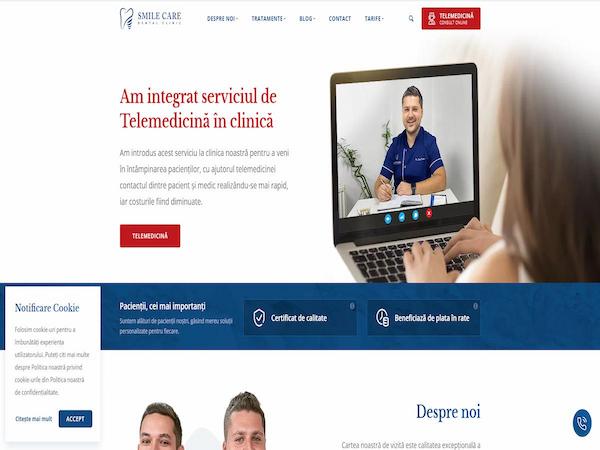 SMILE CARE
DENTAL CLINIC
DESPRE NOI
TRATAMENTE
BLOG
CONTACT
TARIFE
TELEMEDICINĂ
CONSULT ONLINE
Am integrat serviciul de
Telemedicină în clinică
Am introdus acest serviciu la clinica noastră pentru a veni
în întâmpinarea pacienților, cu ajutorul telemedicinei
contactul dintre pacient și medic realizându-se mai rapid,
iar costurile fiind diminuate.
TELEMEDICINĂ
Pacienții, cei mai importanți
Suntem alături de pacienții noștri, găsind mereu soluții
personalizate pentru fiecare.
Certificat de calitate
Beneficiază de plata în rate
Notificare Cookie
Folosim cookie-uri pentru a
îmbunătăți experienta
utilizatorului. Puteți citi mai multe
despre Politica noastră privind
cookie-urile din Politica noastră
de confidențialitate.
Citește mai mult
ACCEPT
Despre noi
Cartea noastră de vizită este calitatea excepțională a